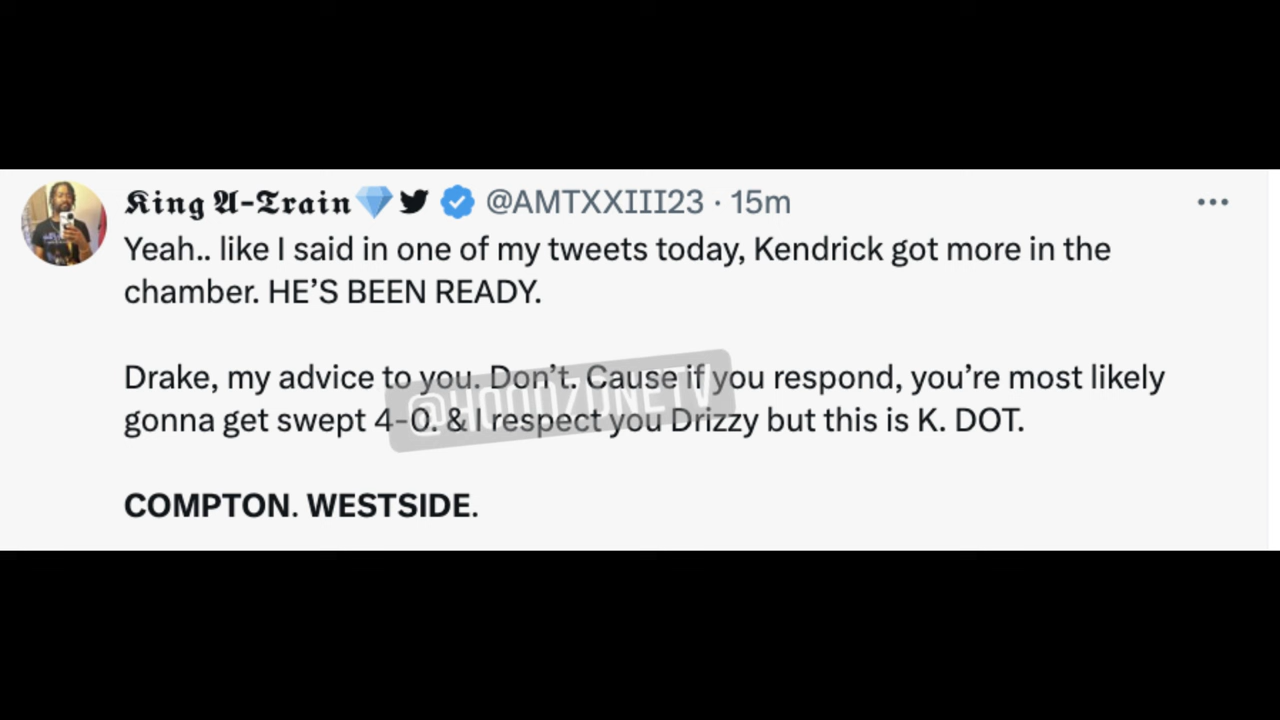 𝕶𝖎𝖓𝖌 𝕬-𝕿𝖗𝖆𝖎𝖓💎 @AMTXXIII23 · 15m
Yeah.. like I said in one of my tweets today, Kendrick got more in the
chamber. HE’S BEEN READY.
Drake, my advice to you. Don’t. Cause if you respond, you’re most likely
gonna get swept 4-0. & I respect you Drizzy but this is K. DOT.
@HOODZONETV
COMPTON. WESTSIDE.